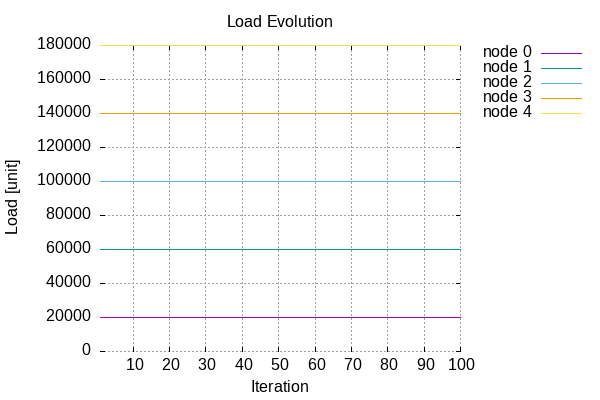 Load Evolution
180000
160000
140000
120000
100000
80000
60000
40000
20000
0
Load [unit]
10 20 30 40 50 60 70 80 90 100
Iteration
node 0
node 1
node 2
node 3
node 4